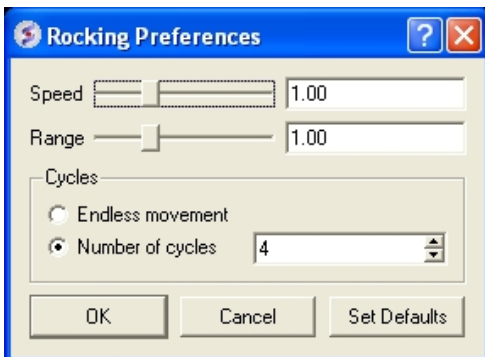 Rocking Preferences
Speed 1.00
Range 1.00
Cycles
Endless movement
Number of cycles 4
OK Cancel Set Defaults